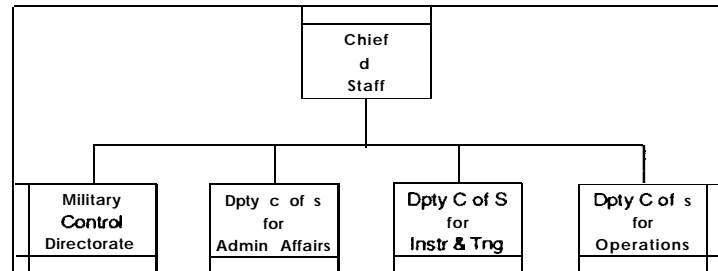 Chief
d
Staff
Military
Control
Directorate
Dpty c of s
for
Admin Affairs
Dpty C of S
for
Instr & Tng
Dpty C of s
for
Operations